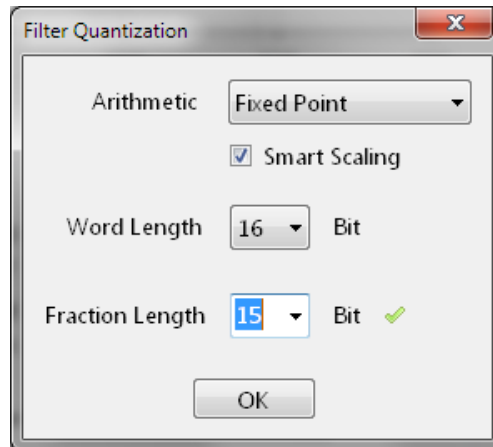 Filter Quantization
Arithmetic Fixed Point
Smart Scaling
Word Length 16 Bit
Fraction Length 15 Bit
OK